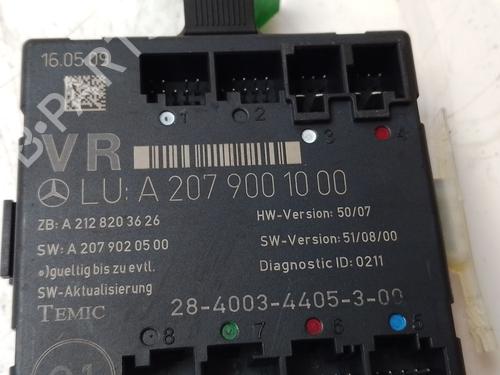 16.05.09
1 2 3 4
VR
LU: A 207 900 10 00
ZB: A 212 820 36 26
HW-Version: 50/07
SW: A 207 902 05 00
SW-Version: 51/08/00
*)gueltig bis zu evtl.
Diagnostic ID: 0211
SW-Aktualisierung
28-4003-4405-3-09
TEMIC
8 7 6 5